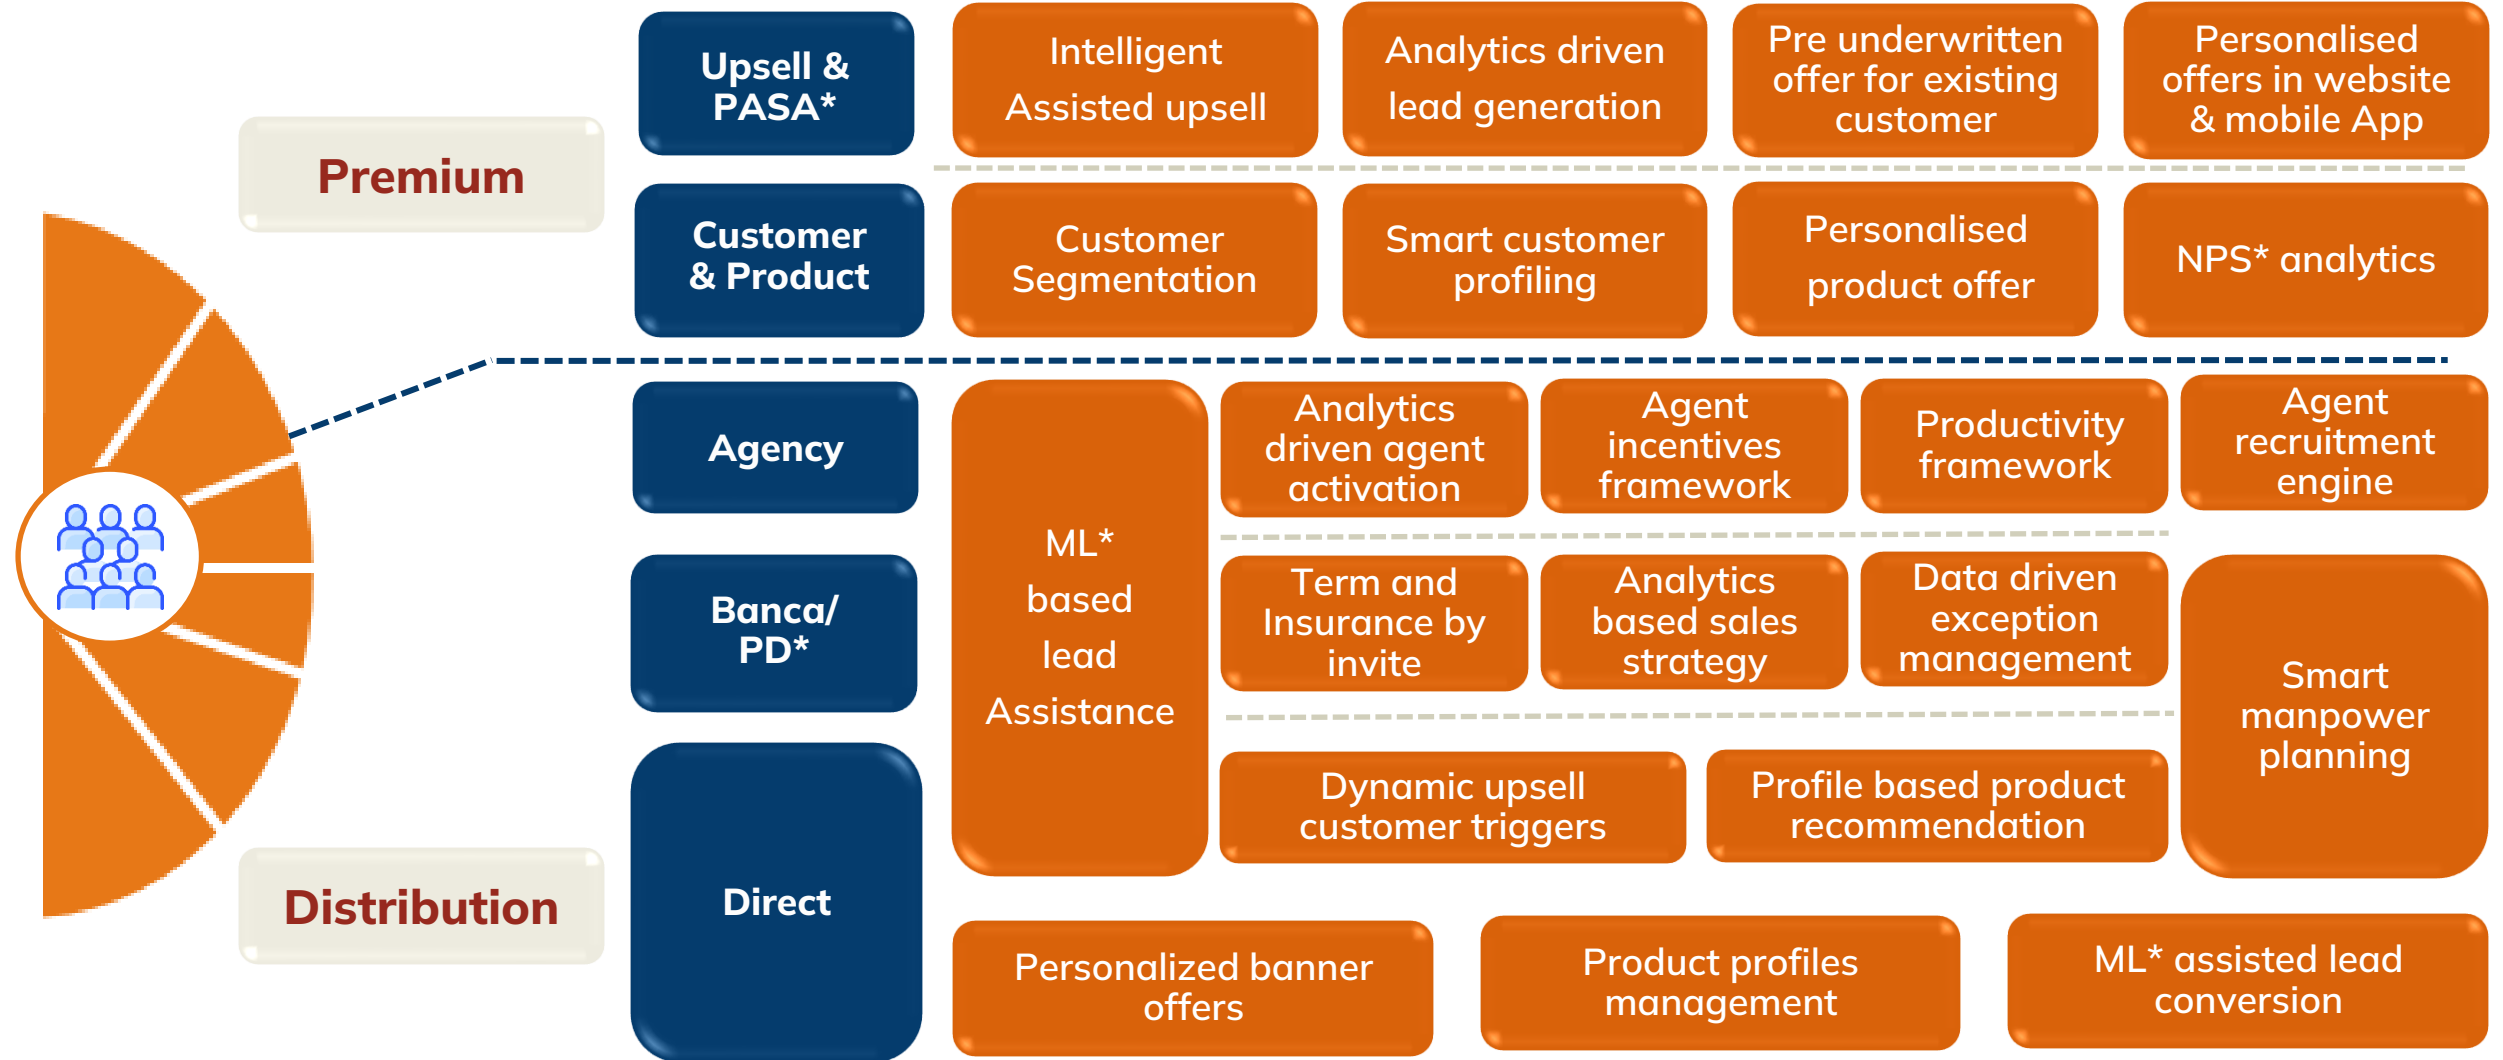 Premium
Upsell &
PASA*
Intelligent
Assisted upsell
Analytics driven
lead generation
Pre underwritten
offer for existing
customer
Personalised
offers in website
& mobile App
Customer
& Product
Customer
Segmentation
Smart customer
profiling
Personalised
product offer
NPS* analytics
Distribution
Agency
ML*
based
lead
Assistance
Analytics
driven agent
activation
Agent
incentives
framework
Productivity
framework
Agent
recruitment
engine
Banca/
PD*
Term and
Insurance by
invite
Analytics
based sales
strategy
Data driven
exception
management
Smart
manpower
planning
Direct
Dynamic upsell
customer triggers
Profile based product
recommendation
Personalized banner
offers
Product profiles
management
ML* assisted lead
conversion